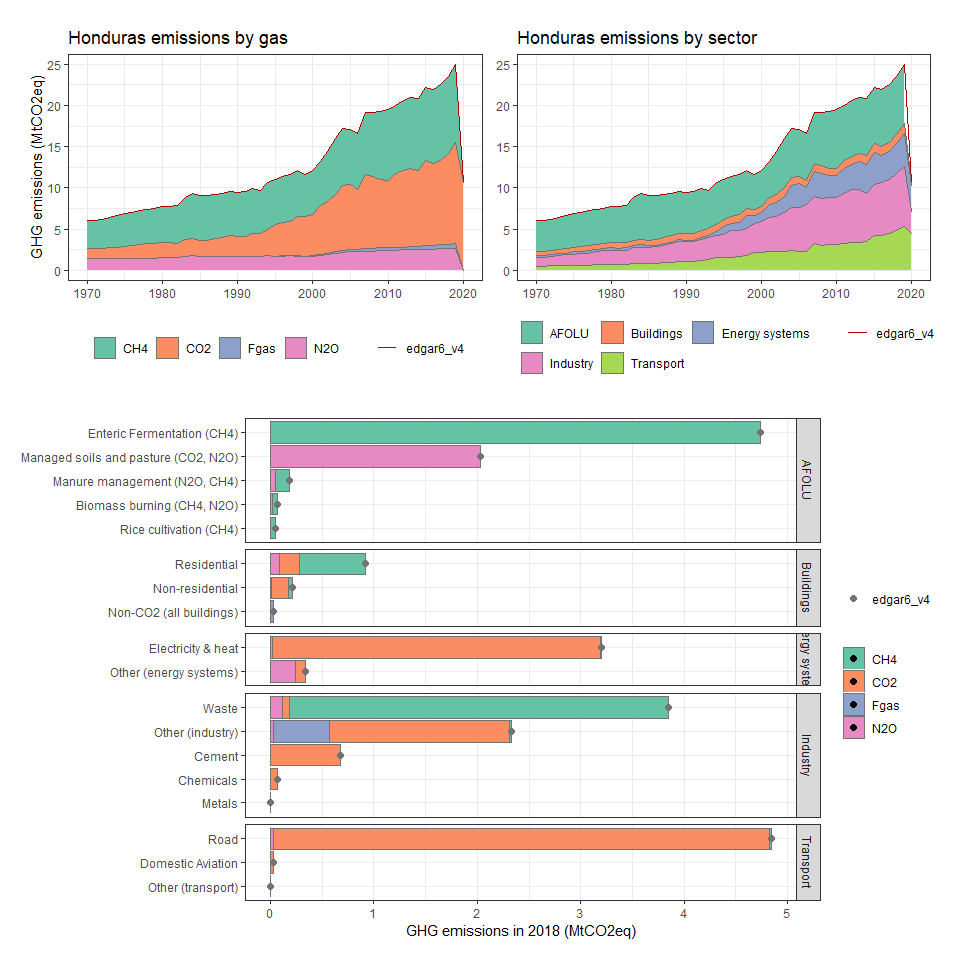 Honduras emissions by gas
GHG emissions (MtCO2eq)
25
20
15
10
5
0
1970 1980 1990 2000 2010 2020
CH4 CO2 Fgas N2O edgar6_v4
Honduras emissions by sector
25
20
15
10
5
0
1970 1980 1990 2000 2010 2020
AFOLU Buildings Energy systems edgar6_v4
Industry Transport
Enteric Fermentation (CH4)
Managed soils and pasture (CO2, N2O)
Manure management (N2O, CH4)
Biomass burning (CH4, N2O)
Rice cultivation (CH4)
AFOLU
Residential
Non-residential
Non-CO2 (all buildings)
Buildings
Electricity & heat
Other (energy systems)
ergy syste
Waste
Other (industry)
Cement
Chemicals
Metals
Industry
Road
Domestic Aviation
Other (transport)
Transport
0 1 2 3 4 5
GHG emissions in 2018 (MtCO2eq)
edgar6_v4
CH4
CO2
Fgas
N2O